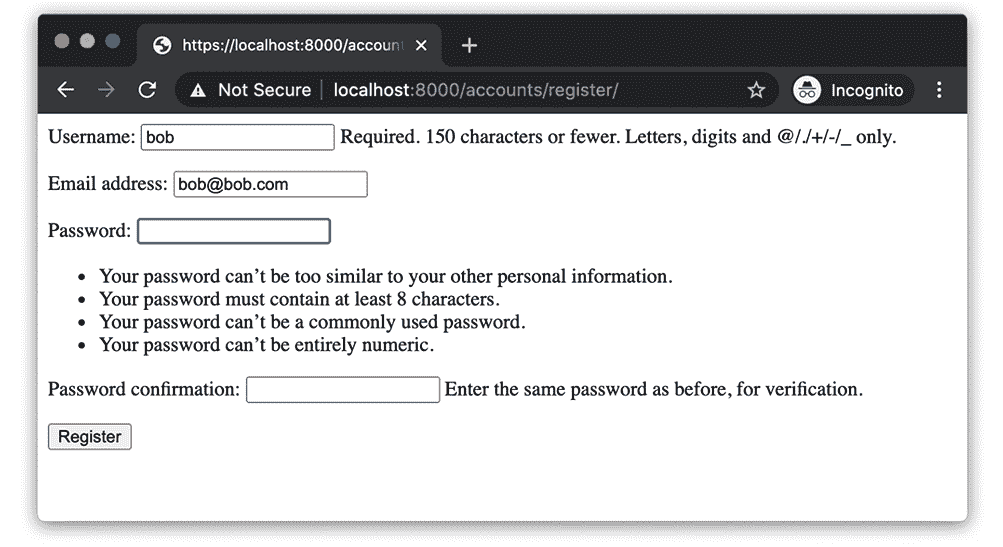 https://localhost:8000/accoun
Not Secure | localhost:8000/accounts/register/ Incognito
Username: bob Required. 150 characters or fewer. Letters, digits and @/./+/-/_ only.
Email address: bob@bob.com
Password:
• Your password can’t be too similar to your other personal information.
• Your password must contain at least 8 characters.
• Your password can’t be a commonly used password.
• Your password can’t be entirely numeric.
Password confirmation: Enter the same password as before, for verification.
Register